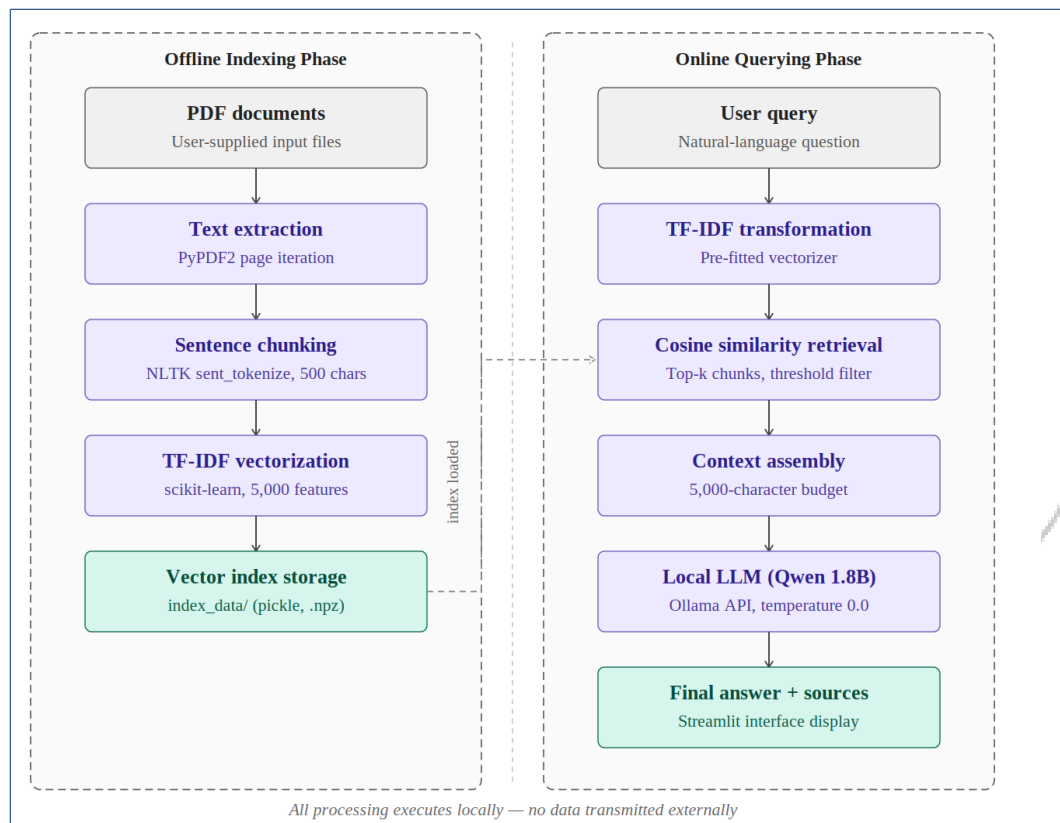 Offline Indexing Phase
PDF documents
User-supplied input files
Text extraction
PyPDF2 page iteration
Sentence chunking
NLTK sent_tokenize, 500 chars
TF-IDF vectorization
scikit-learn, 5,000 features
Vector index storage
index_data/ (pickle, .npz)
index loaded
Online Querying Phase
User query
Natural-language question
TF-IDF transformation
Pre-fitted vectorizer
Cosine similarity retrieval
Top-k chunks, threshold filter
Context assembly
5,000-character budget
Local LLM (Qwen 1.8B)
Ollama API, temperature 0.0
Final answer + sources
Streamlit interface display
All processing executes locally — no data transmitted externally